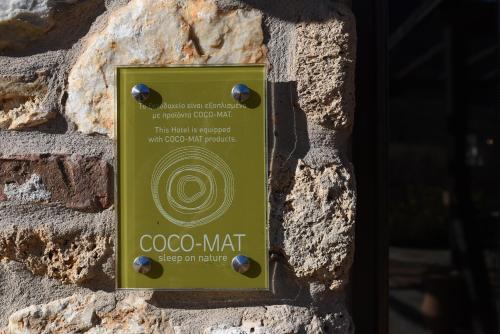 Το ξενοδοχείο είναι εξοπλισμένο
με προϊόντα COCO-MAT.
This Hotel is equipped
with COCO-MAT products.
COCO-MAT
sleep on nature